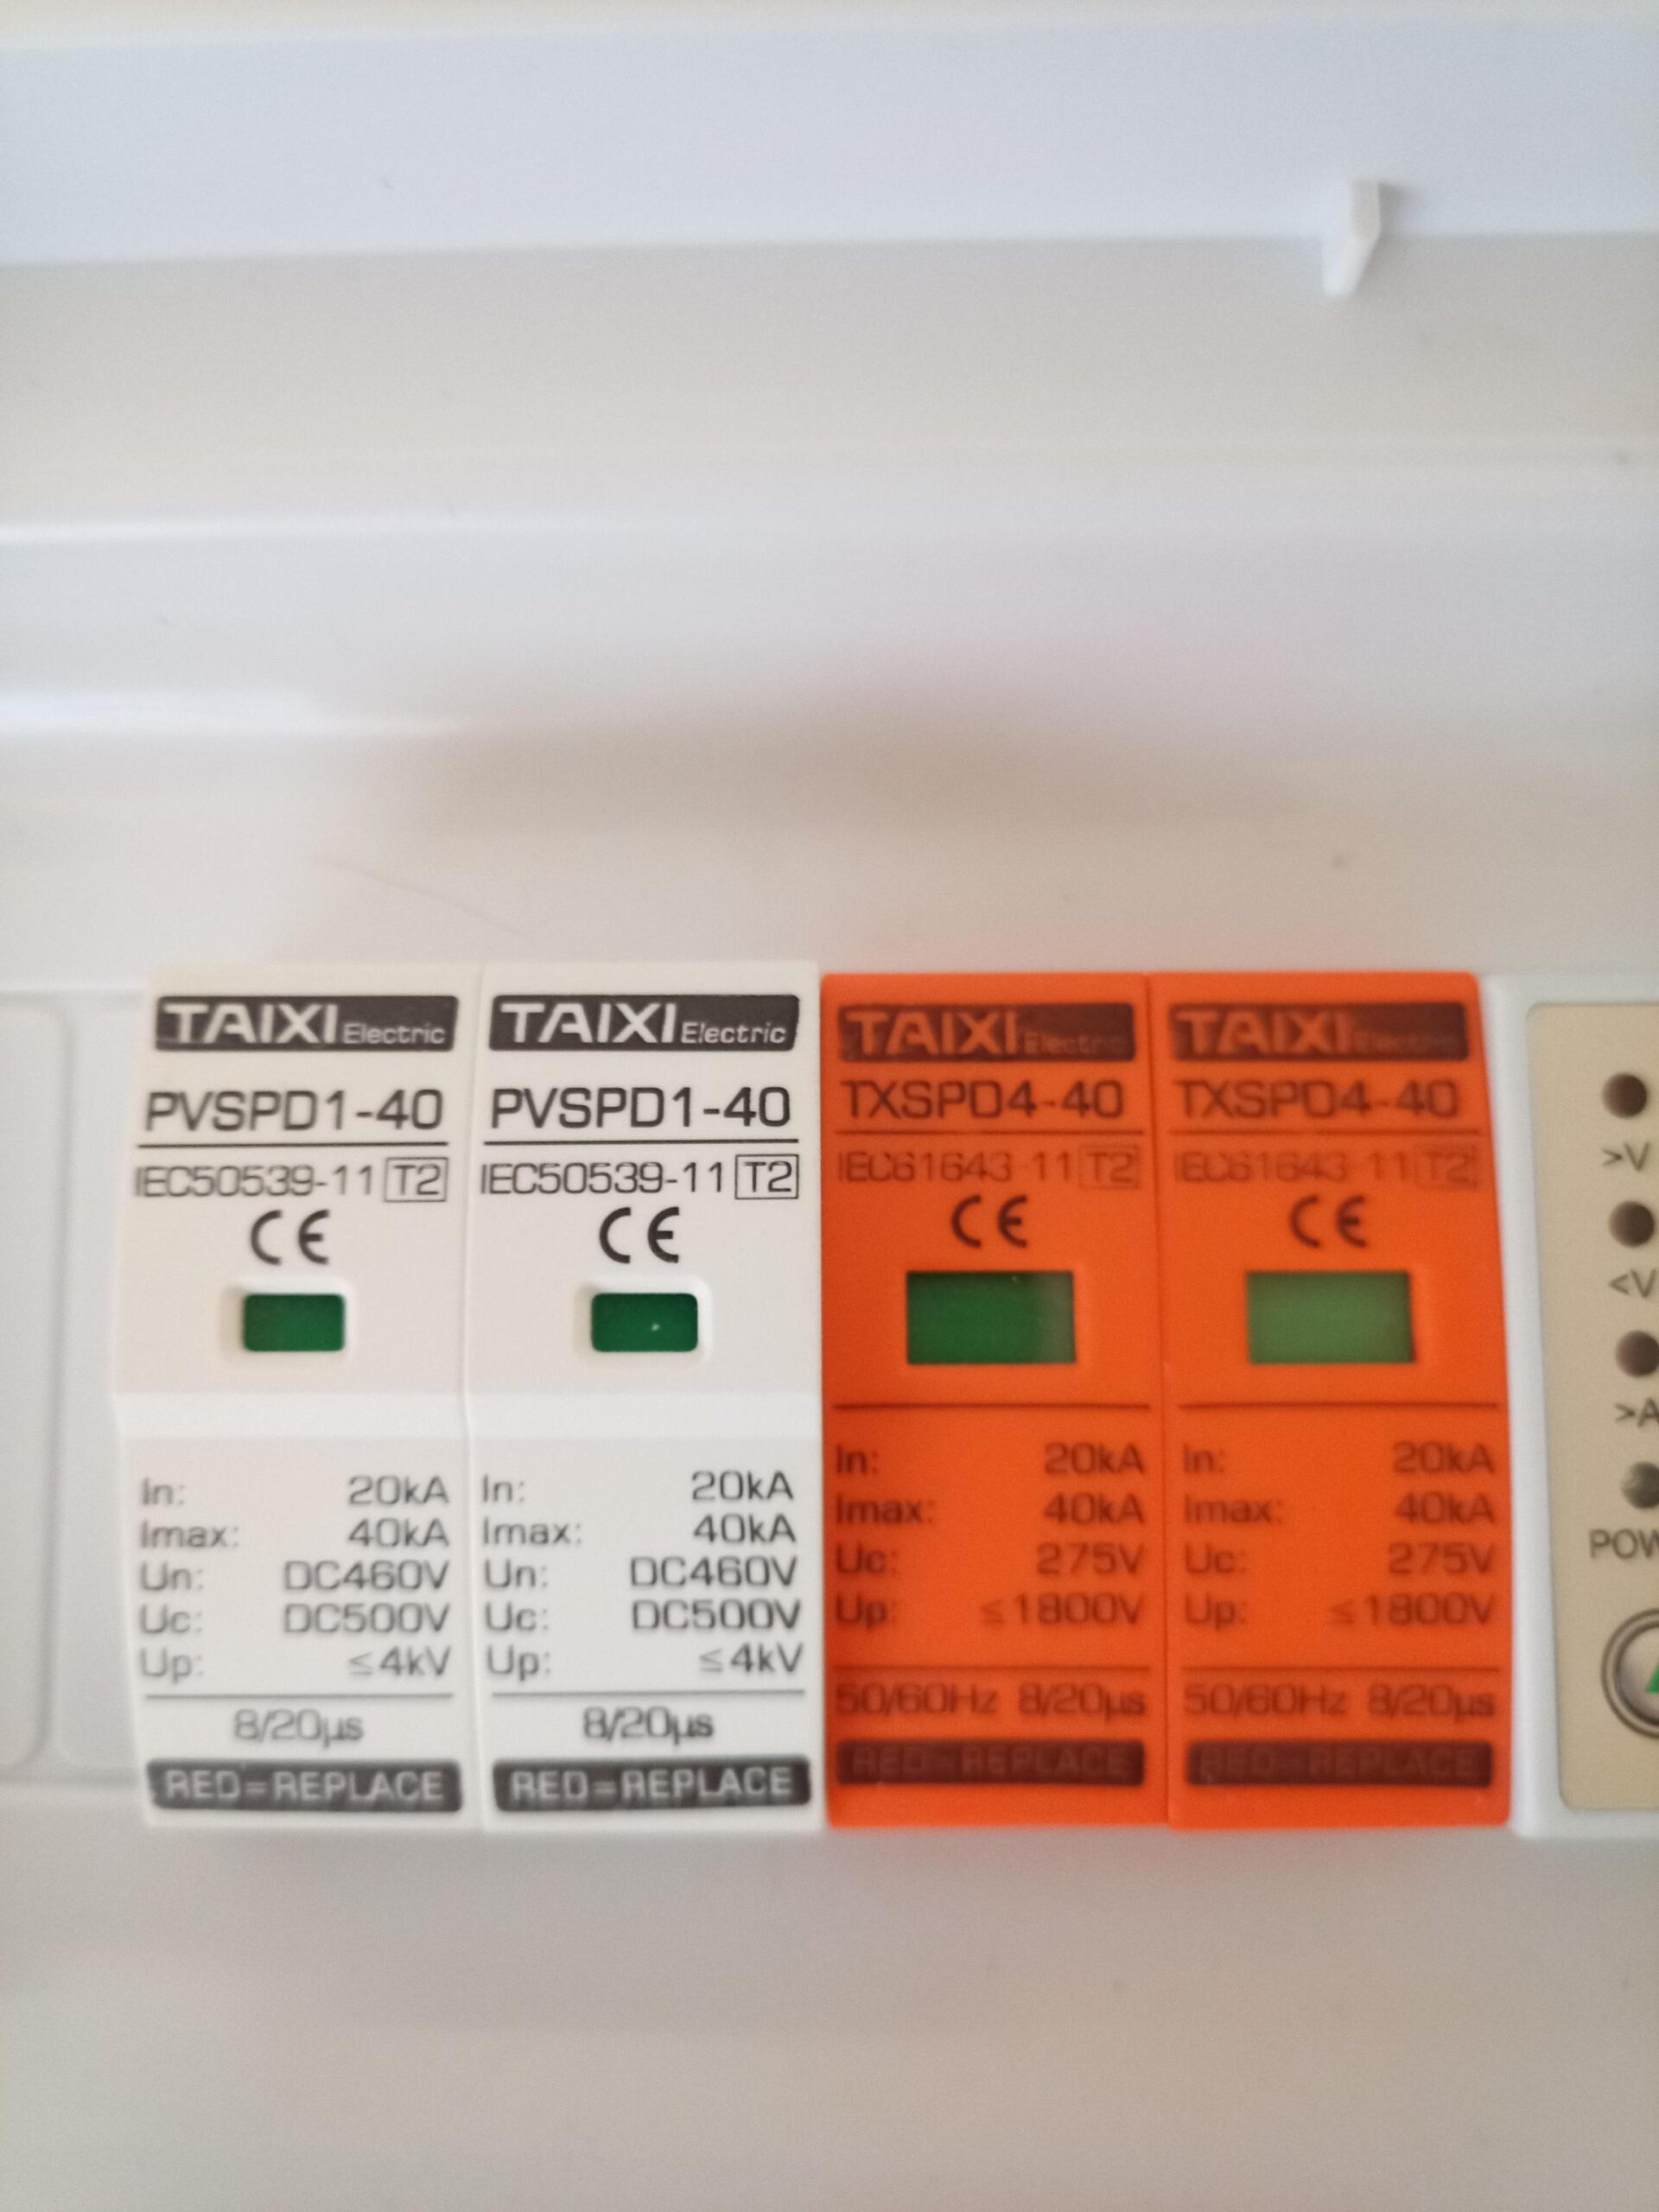 TAIXI Electric
PVSPD1-40
IEC50539-11 T2
CE
In: 20kA
Imax: 40kA
Un: DC460V
Uc: DC500V
Up: ≤4kV
8/20µs
RED=REPLACE
TAIXI Electric
PVSPD1-40
IEC50539-11 T2
CE
In: 20kA
Imax: 40kA
Un: DC460V
Uc: DC500V
Up: ≤4kV
8/20µs
RED=REPLACE
TAIXI Electric
TXSPD4-40
IEC61643-11 T2
CE
In: 20kA
Imax: 40kA
Uc: 275V
Up: ≤1800V
50/60Hz 8/20µs
RED=REPLACE
TAIXI Electric
TXSPD4-40
IEC61643-11 T2
CE
In: 20kA
Imax: 40kA
Uc: 275V
Up: ≤1800V
50/60Hz 8/20µs
RED=REPLACE
>V
<V
>A
POW